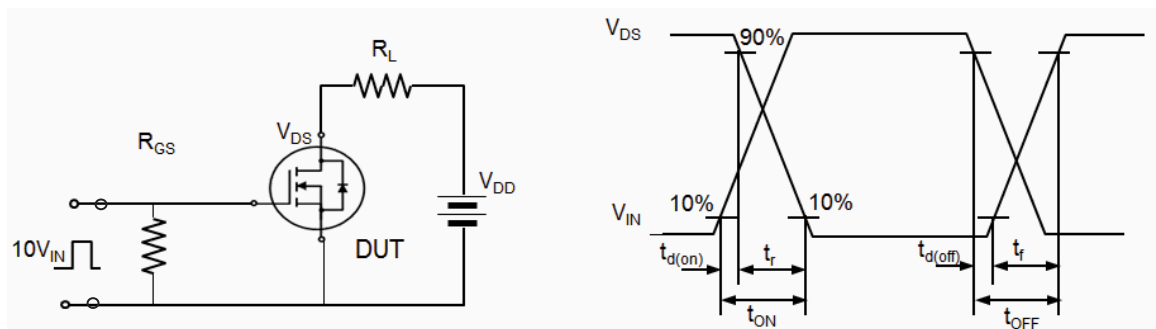 R_L
V_DS
R_GS
V_DD
10V_IN
DUT
V_DS
90%
V_IN
10%
10%
t_d(on)
t_r
t_d(off)
t_f
t_ON
t_OFF